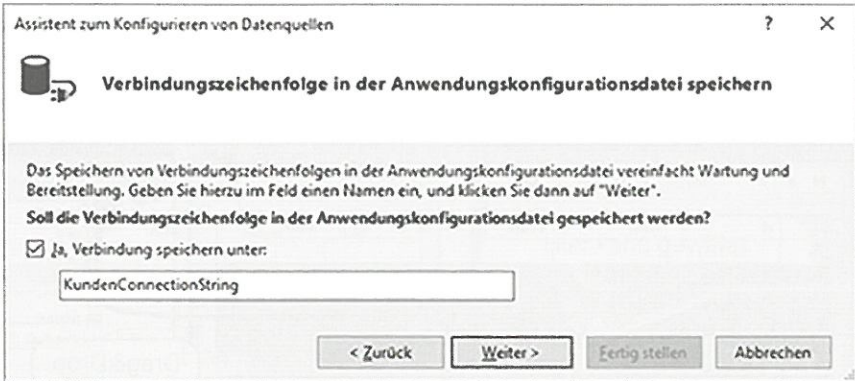 Assistent zum Konfigurieren von Datenquellen ? ×
Verbindungszeichenfolge in der Anwendungskonfigurationsdatei speichern
Das Speichern von Verbindungszeichenfolgen in der Anwendungskonfigurationsdatei vereinfacht Wartung und
Bereitstellung. Geben Sie hierzu im Feld einen Namen ein, und klicken Sie dann auf "Weiter".
Soll die Verbindungszeichenfolge in der Anwendungskonfigurationsdatei gespeichert werden?
Ja, Verbindung speichern unter:
KundenConnectionString
< Zurück Weiter > Fertig stellen Abbrechen